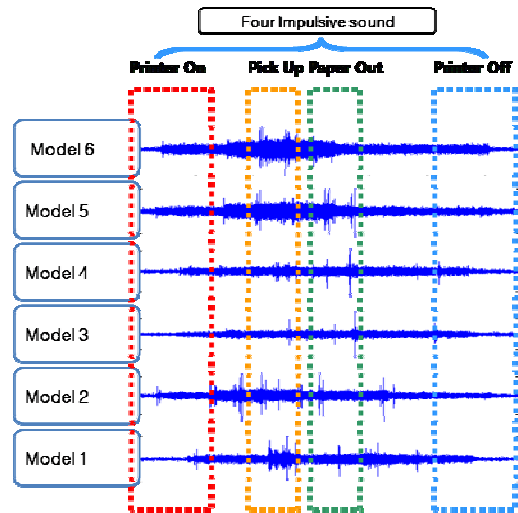 Four Impulsive sound
Printer On Pick Up Paper Out Printer Off
Model 6
Model 5
Model 4
Model 3
Model 2
Model 1